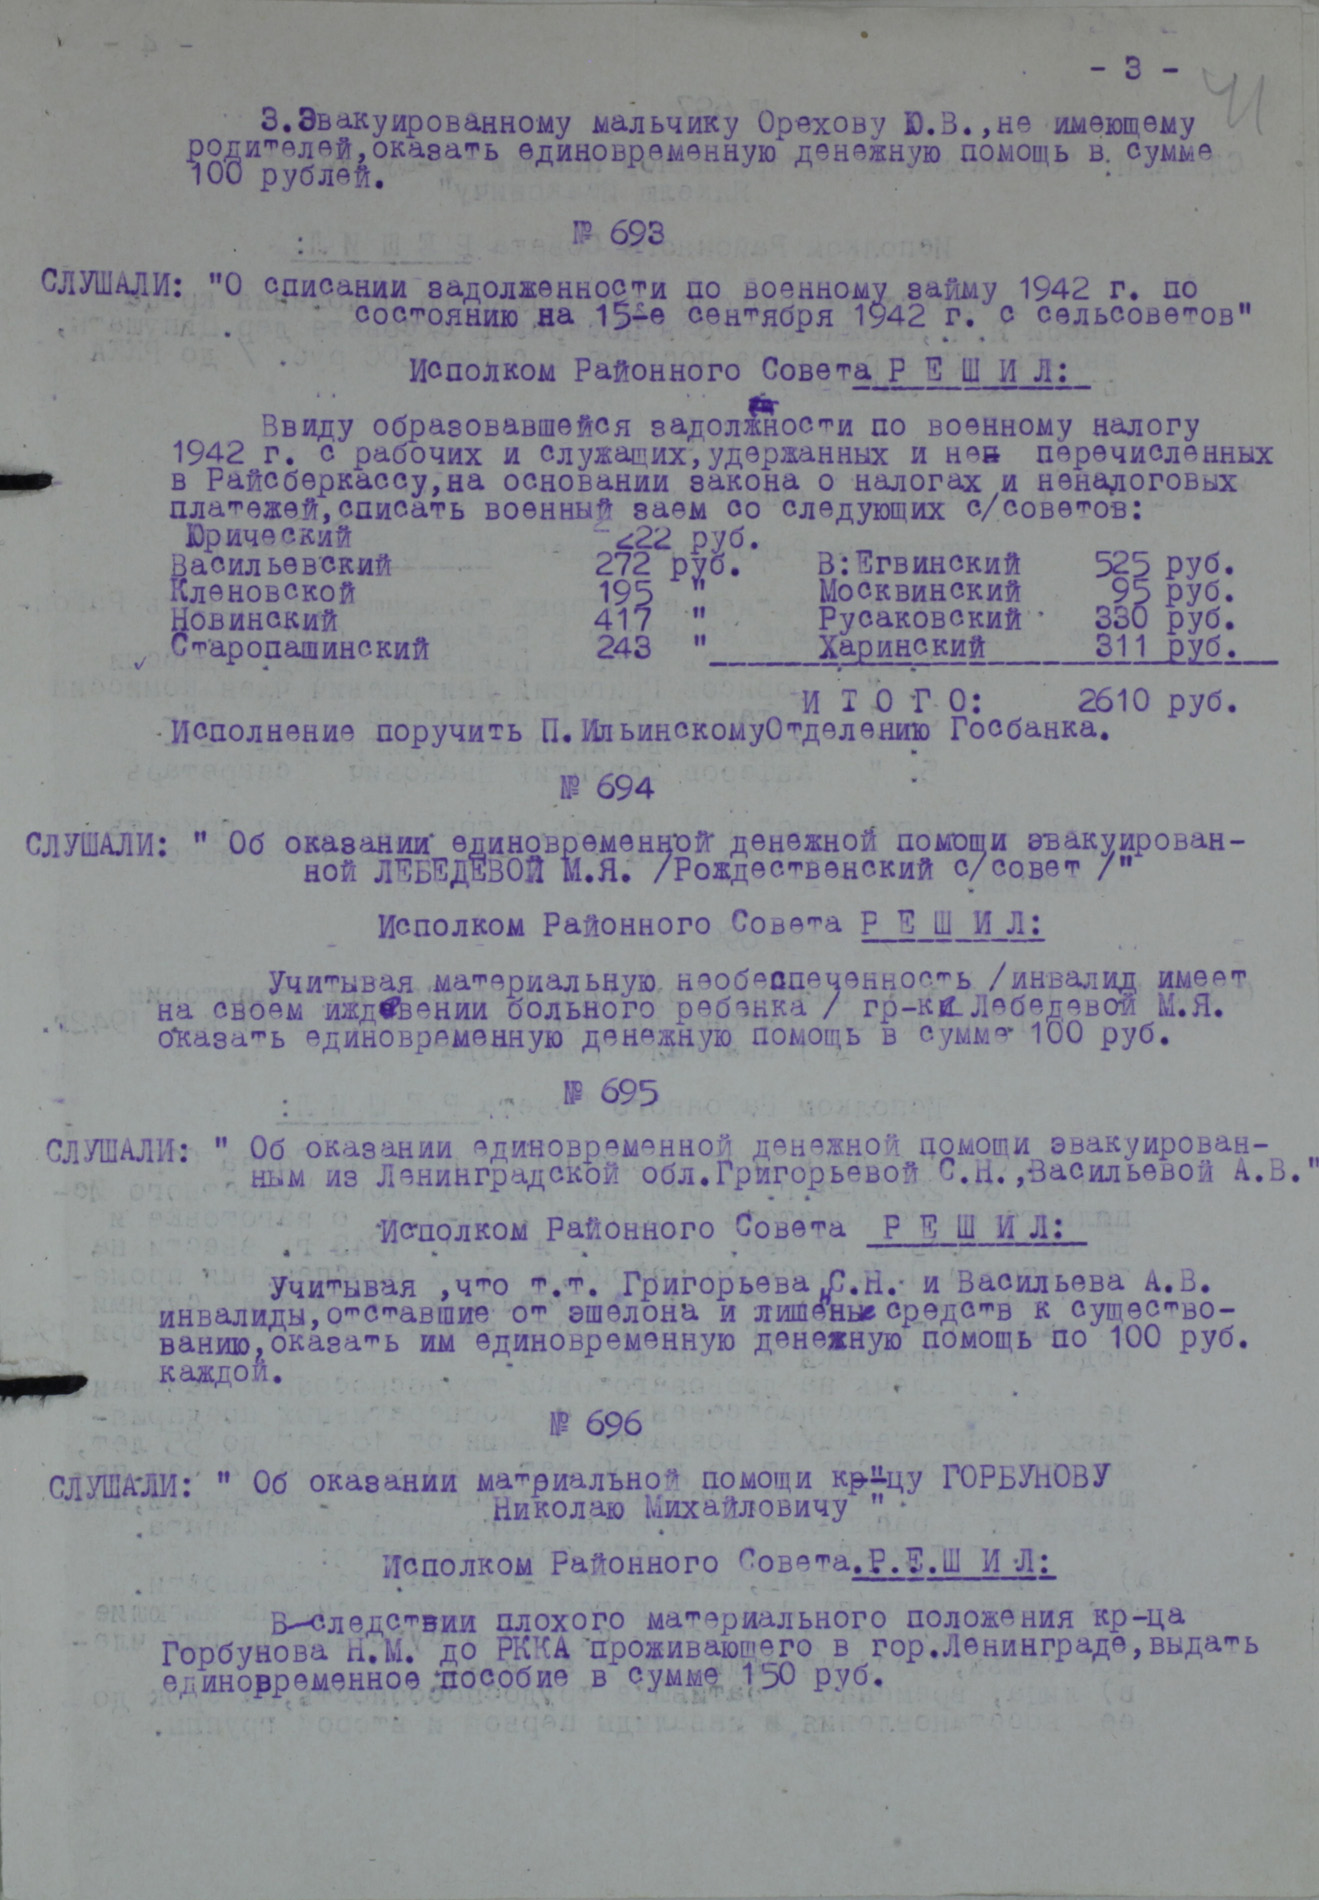 - 3 -
41
3.Эвакуированному мальчику Орехову Ю.В.,не имеющему
родителей,оказать единовременную денежную помощь в сумме
100 рублей.
№ 693
СЛУШАЛИ: "О списании задолженности по военному займу 1942 г. по
состоянию на 15-е сентября 1942 г. с сельсоветов"
Исполком Районного Совета Р Е Ш И Л:
Ввиду образовавшейся задолжности по военному налогу
1942 г. с рабочих и служащих,удержанных и не перечисленных
в Райсберкассу,на основании закона о налогах и неналоговых
платежей,списать военный заем со следующих с/советов:
Юрический 222 руб.
Васильевский 272 руб. В:Егвинский 525 руб.
Кленовской 195 " Москвинский 95 руб.
Новинский 417 " Русаковский 330 руб.
Старопашинский 243 " Харинский 311 руб.
И Т О Г О: 2610 руб.
Исполнение поручить П.ИльинскомуОтделению Госбанка.
№ 694
СЛУШАЛИ: " Об оказании единовременной денежной помощи эвакуирован-
ной ЛЕБЕДЕВОЙ М.Я. /Рождественский с/совет /"
Исполком Районного Совета Р Е Ш И Л:
Учитывая материальную необеспеченность /инвалид имеет
на своем иждевении больного ребенка / гр-ки Лебедевой М.Я.
оказать единовременную денежную помощь в сумме 100 руб.
№ 695
СЛУШАЛИ: " Об оказании единовременной денежной помощи эвакуирован-
ным из Ленинградской обл.Григорьевой С.Н.,Васильевой А.В."
Исполком Районного Совета Р Е Ш И Л:
Учитывая ,что т.т. Григорьева С.Н. и Васильева А.В.
инвалиды,отставшие от эшелона и лишены средств к существо-
ванию,оказать им единовременную денежную помощь по 100 руб.
каждой.
№ 696
СЛУШАЛИ: " Об оказании матриальной помощи кр-цу ГОРБУНОВУ
Николаю Михайловичу "
Исполком Районного Совета.Р.Е.Ш И Л:
В-следствии плохого материального положения кр-ца
Горбунова Н.М. до РККА проживающего в гор.Ленинграде,выдать
единовременное пособие в сумме 150 руб.